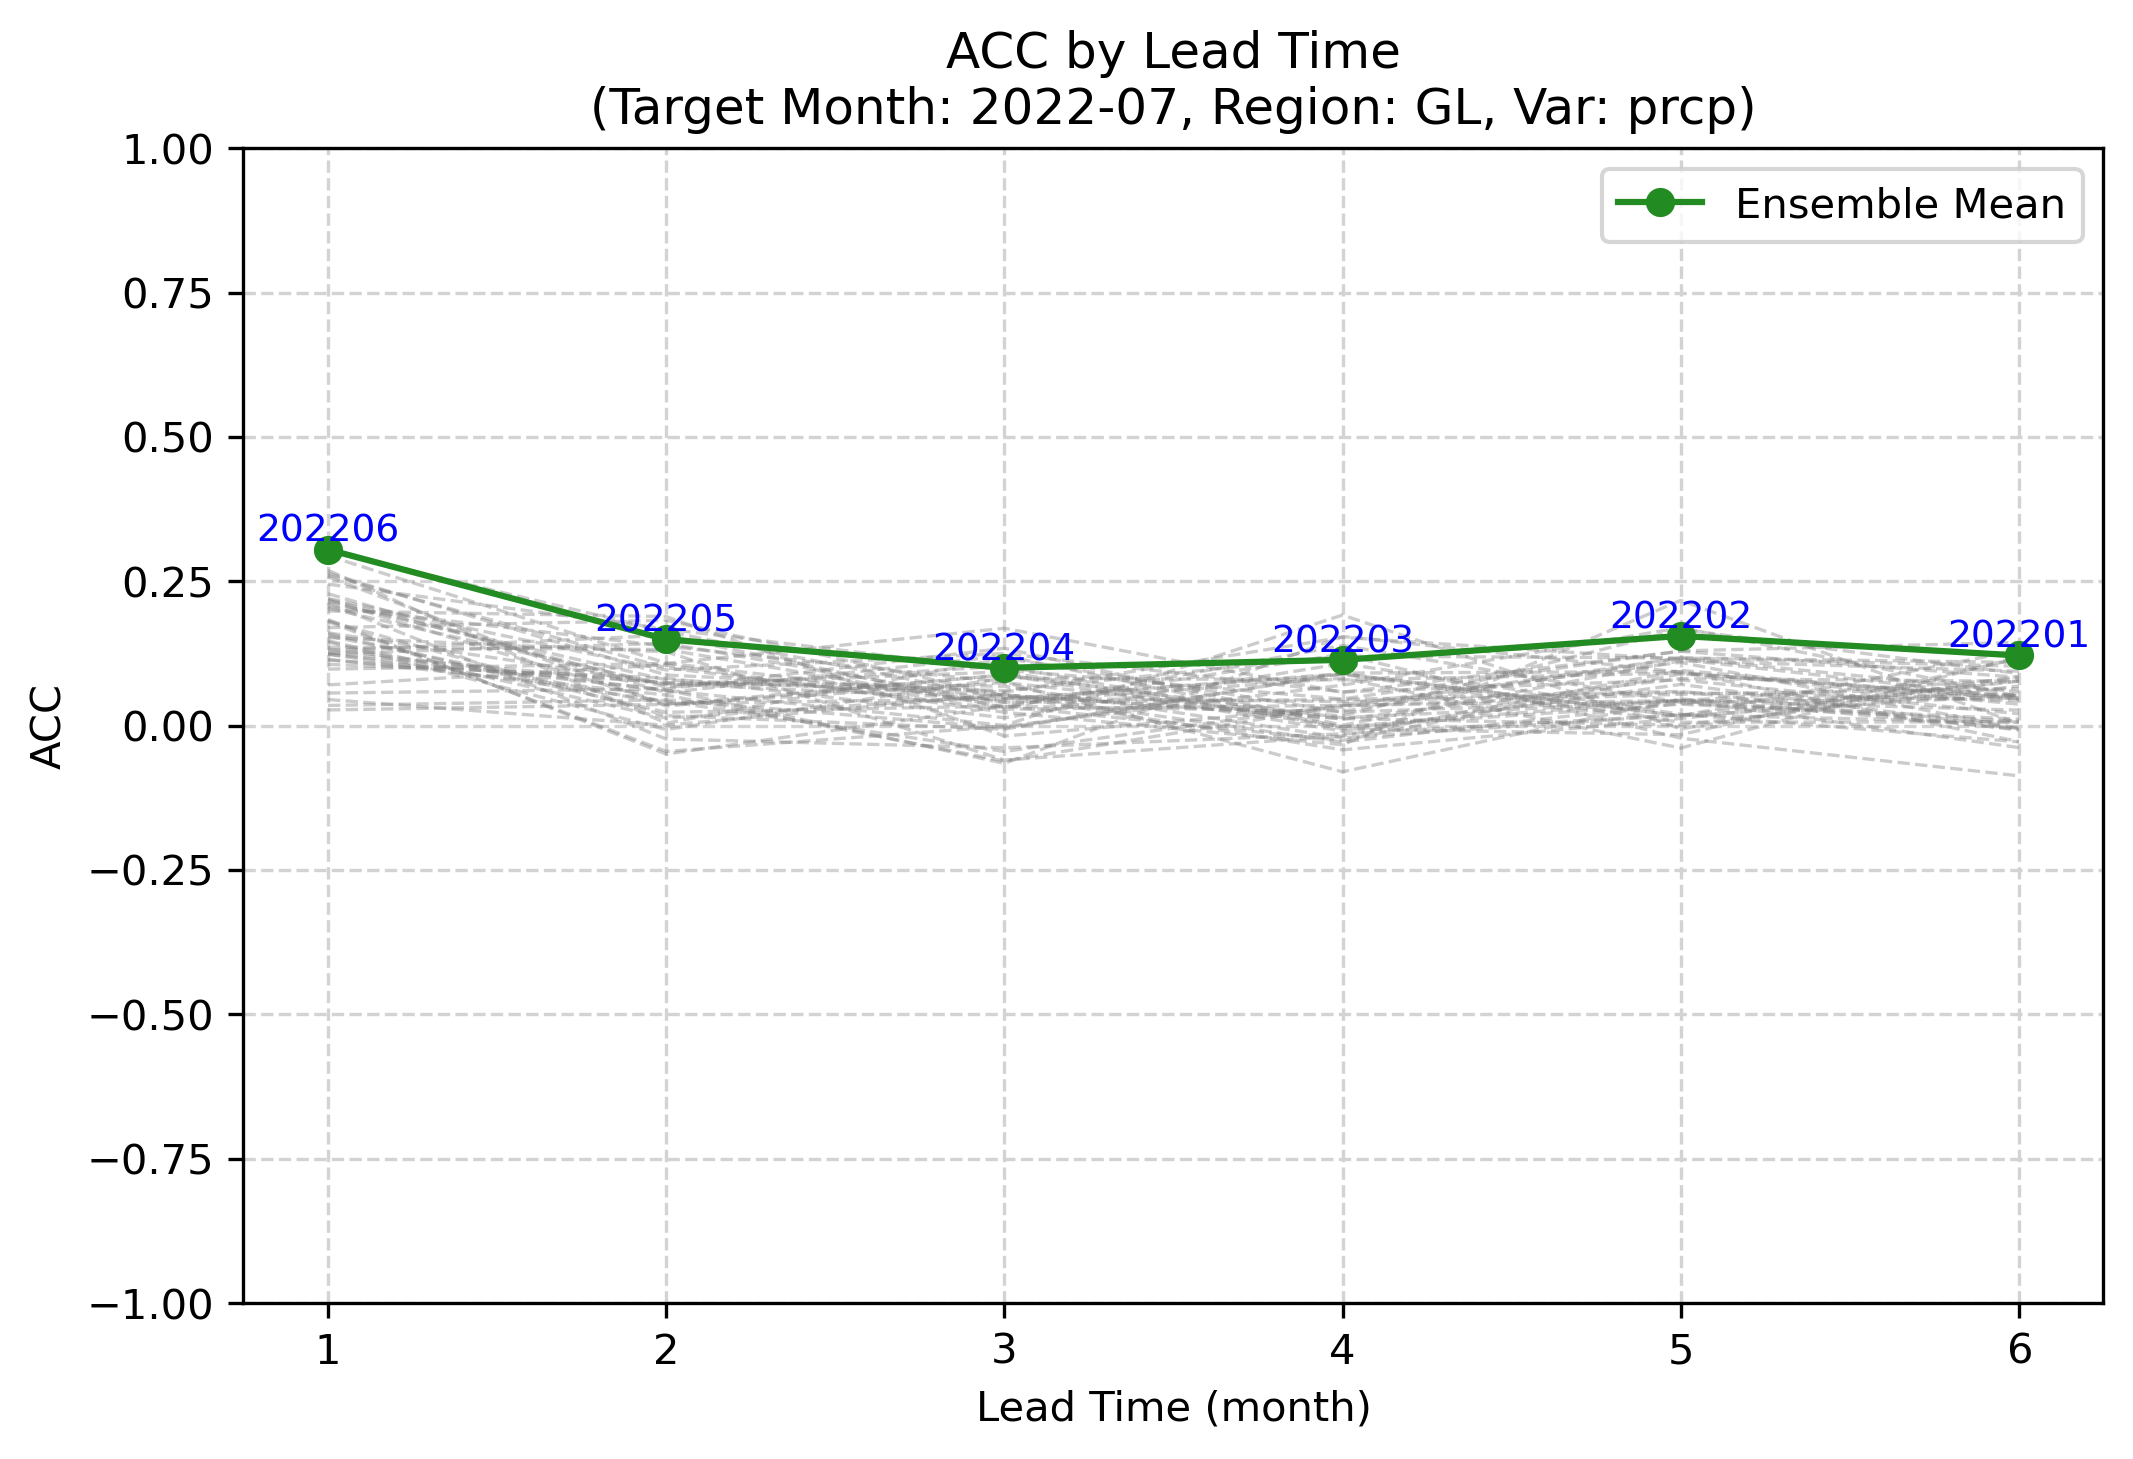 ACC by Lead Time
(Target Month: 2022-07, Region: GL, Var: prcp)
Ensemble Mean
1.00
0.75
0.50
0.25
0.00
−0.25
−0.50
−0.75
−1.00
ACC
202206
202205
202204
202203
202202
202201
1 2 3 4 5 6
Lead Time (month)